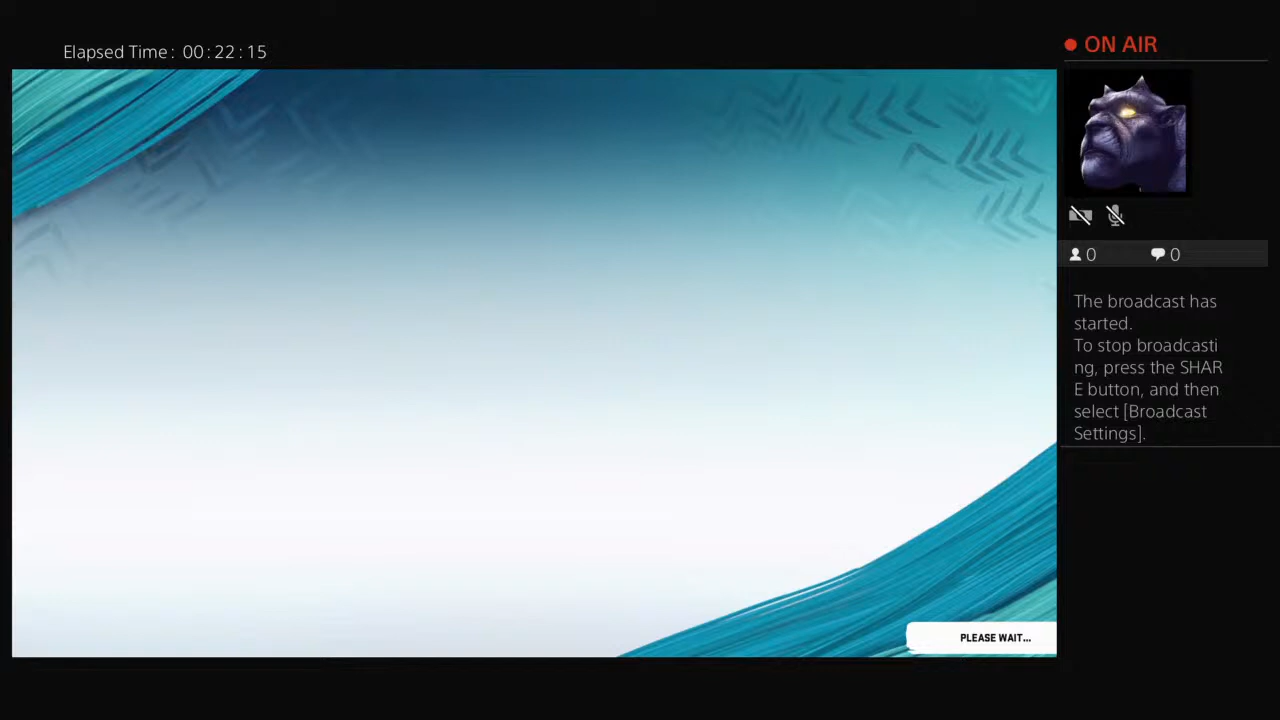 Elapsed Time: 00:22:15
ON AIR
0 0
The broadcast has
started.
To stop broadcasti
ng, press the SHAR
E button, and then
select [Broadcast
Settings].
PLEASE WAIT...